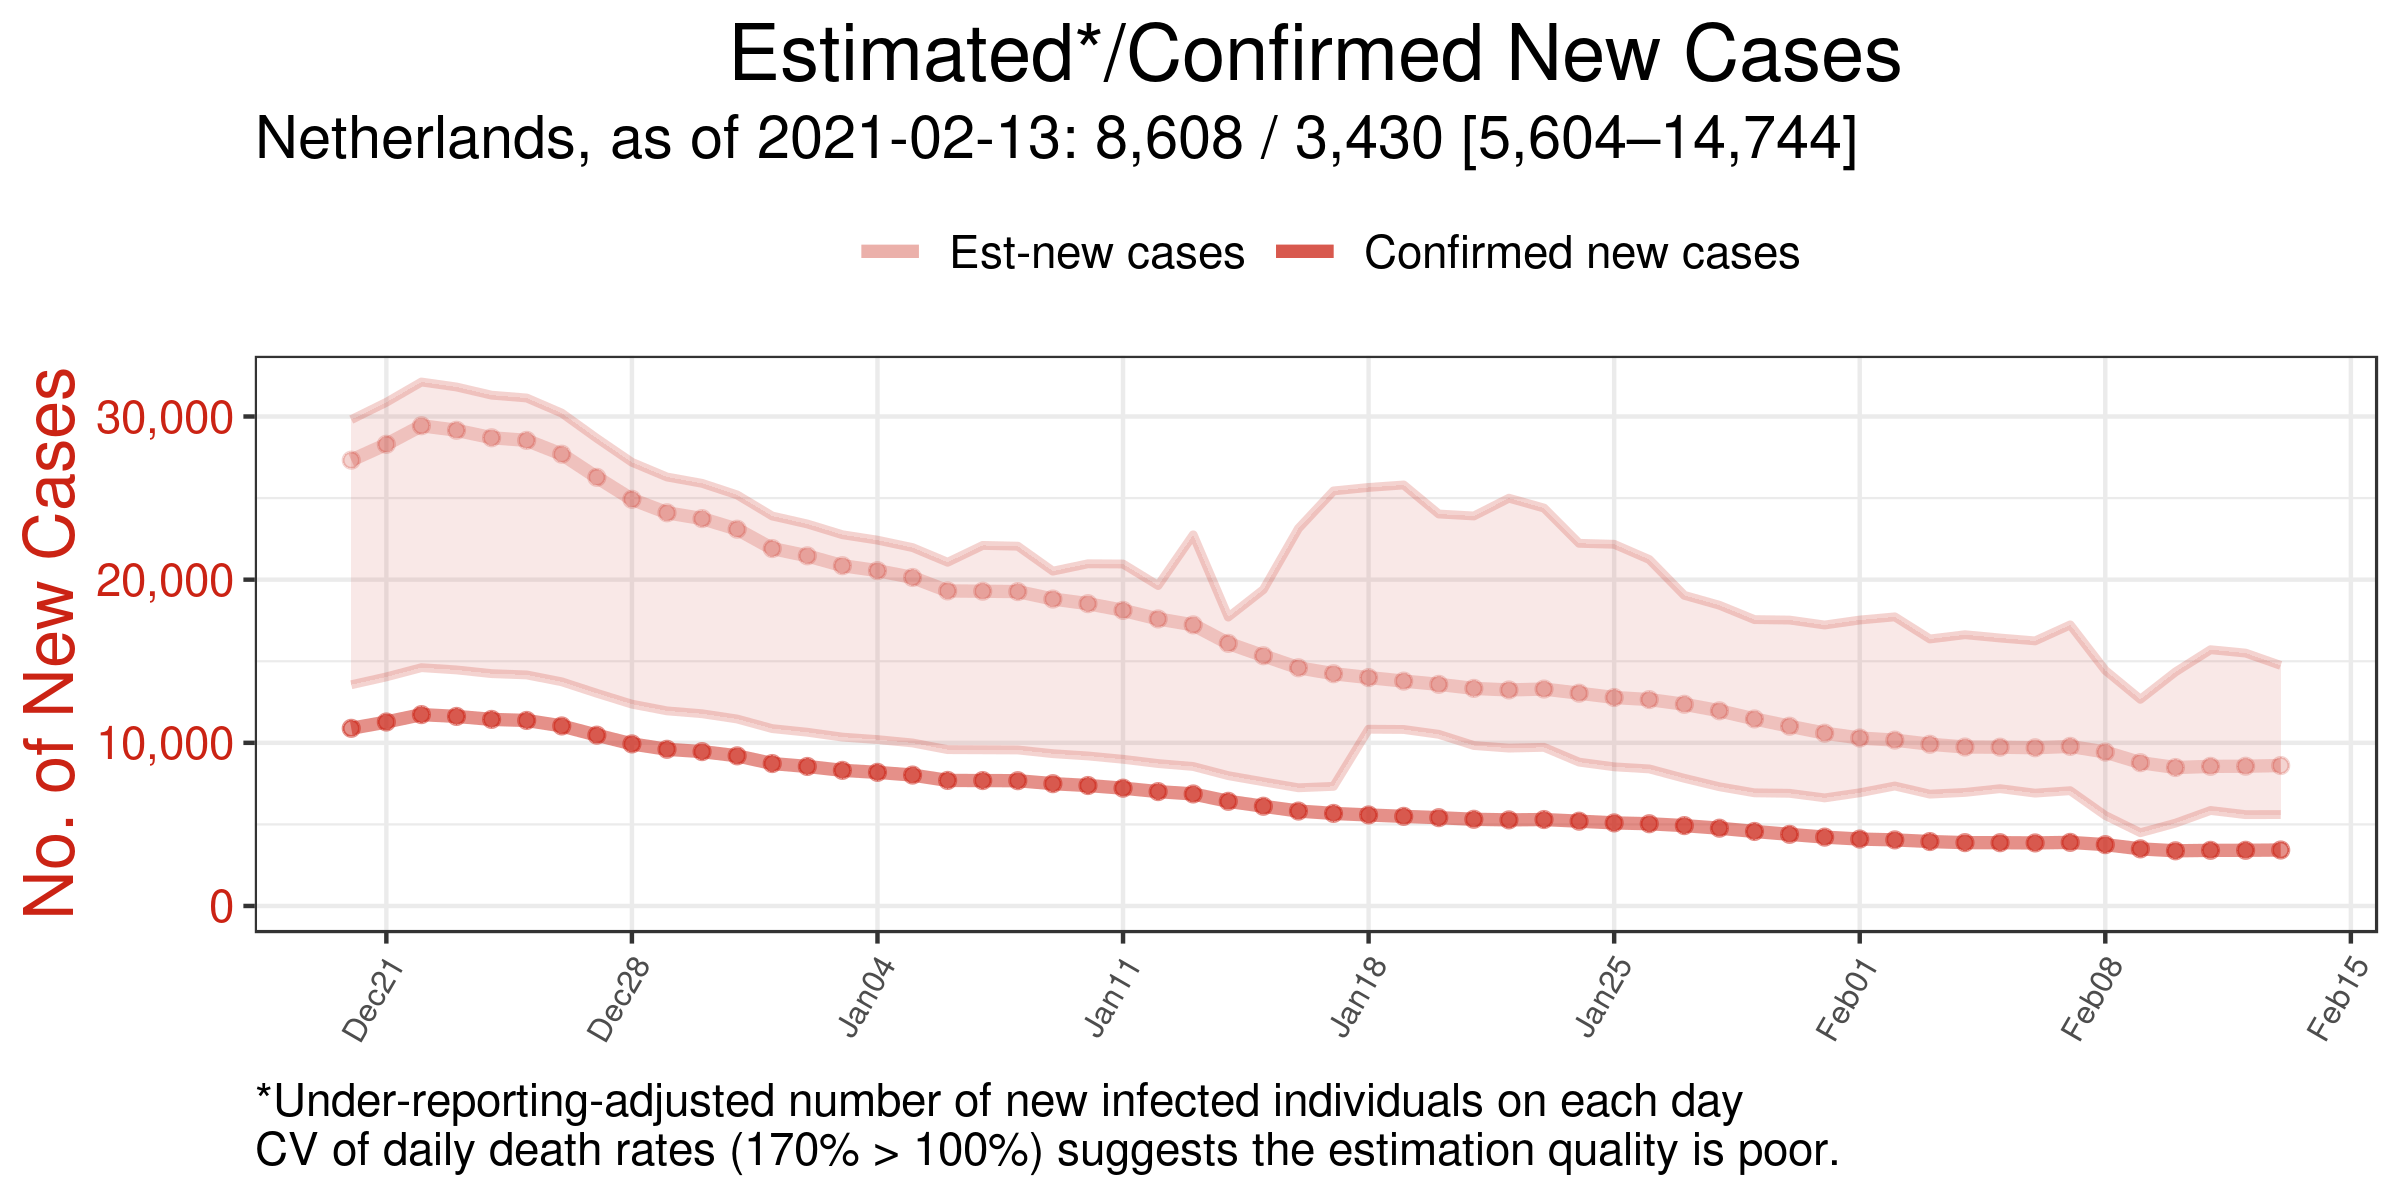 Estimated*/Confirmed New Cases
Netherlands, as of 2021-02-13: 8,608 / 3,430 [5,604–14,744]
Est-new cases
Confirmed new cases
No. of New Cases
30,000
20,000
10,000
0
Dec21
Dec28
Jan04
Jan11
Jan18
Jan25
Feb01
Feb08
Feb15
*Under-reporting-adjusted number of new infected individuals on each day
CV of daily death rates (170% > 100%) suggests the estimation quality is poor.